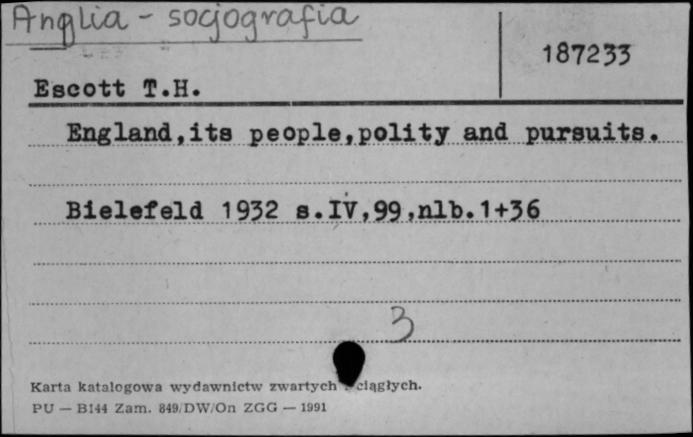 Anglia - socjografia
187233
Escott T.H.
England,its people,polity and pursuits.
Bielefeld 1932 s.IV,99,nlb.1+36
3
Karta katalogowa wydawnictw zwartych ciągłych.
PU — B144 Zam. 849/DW/On ZGG — 1991